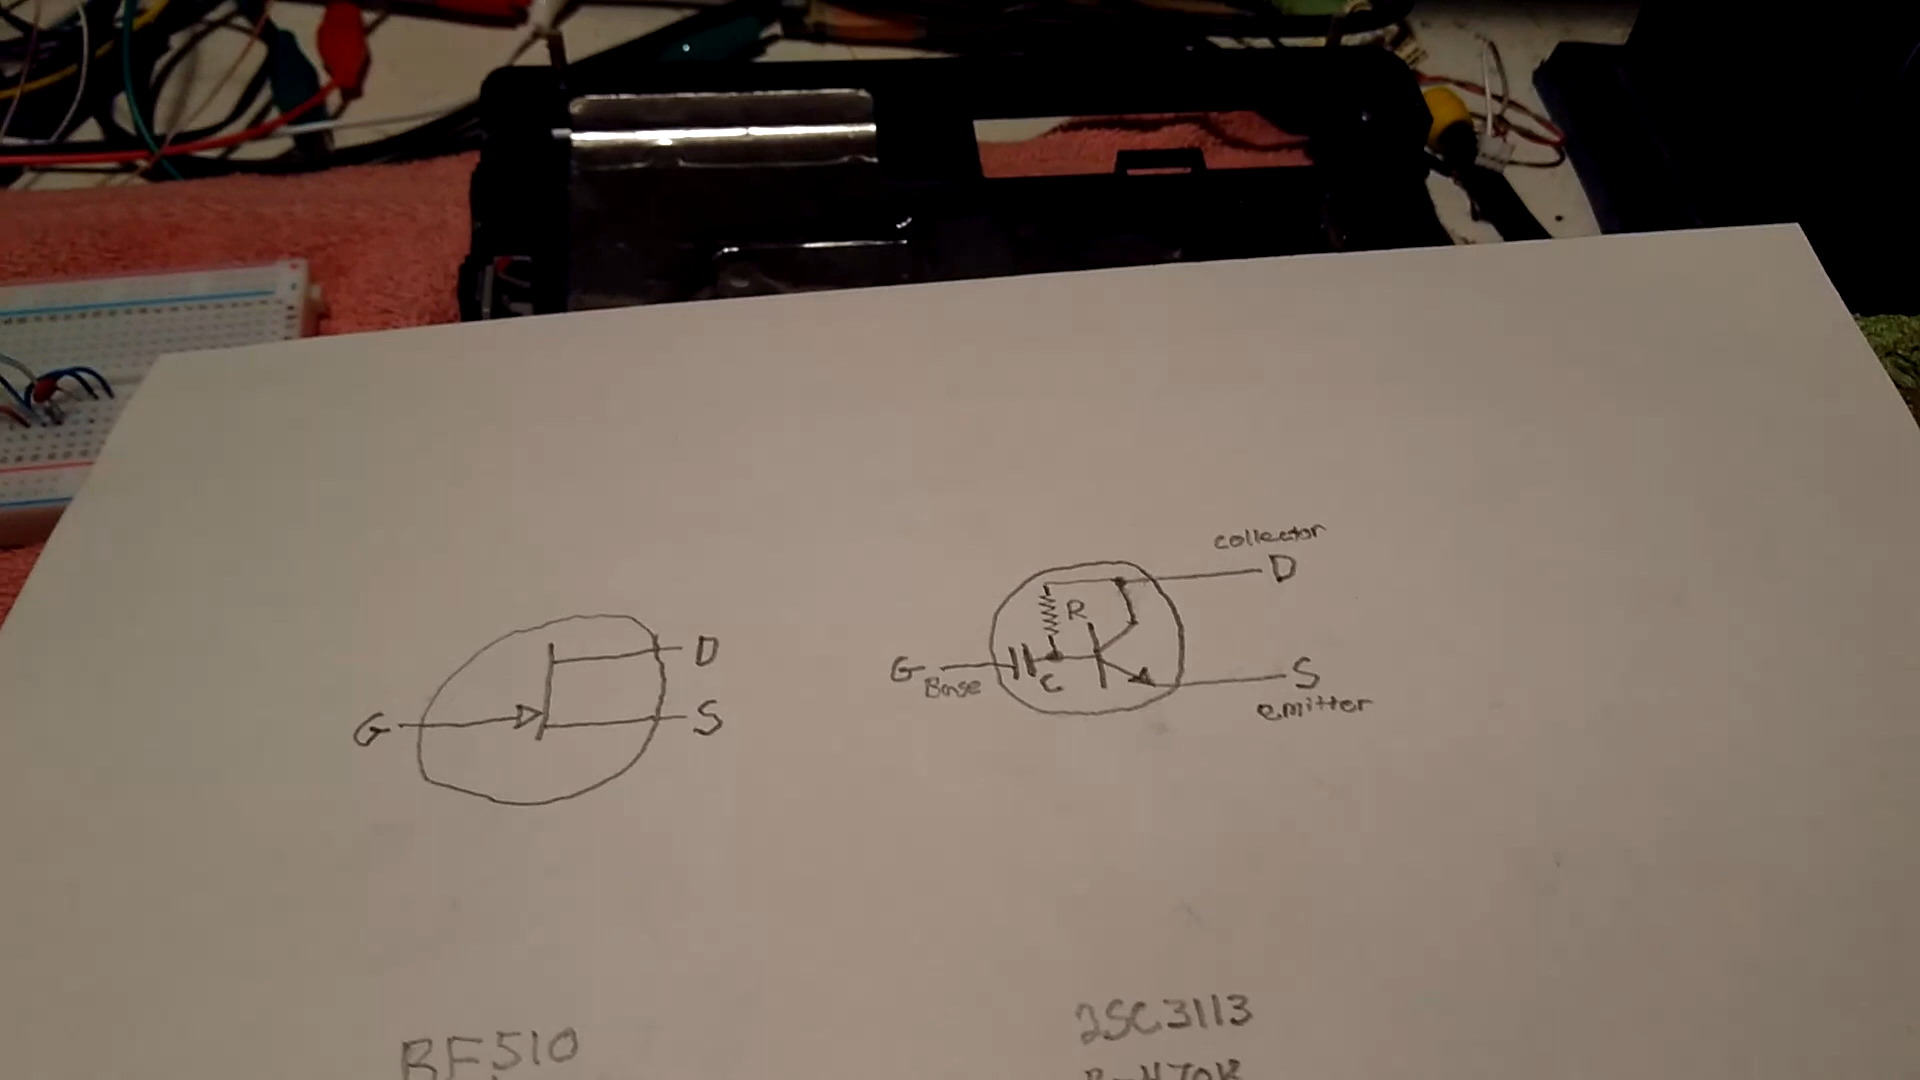 D
S
G
collector
D
R
G
Base
C
S
emitter
BF510
2SC3113